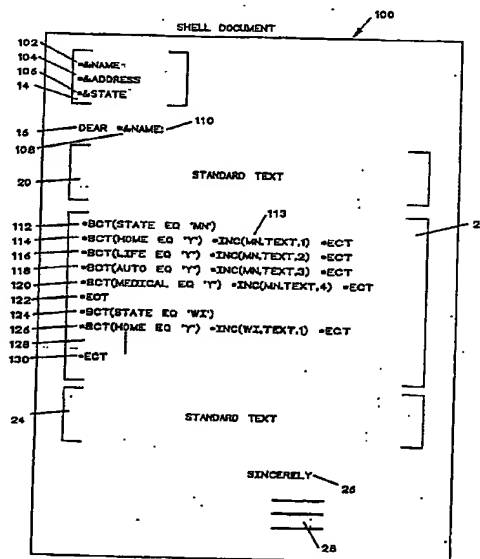 SHELL DOCUMENT
100
102
104
106
14
*&NAME
*&ADDRESS
*&STATE
16
DEAR *&NAME:
110
108
20
STANDARD TEXT
113
112 *BCT(STATE EQ 'MN')
114 *BCT(HOME EQ 'Y') *INC(MN,TEXT,1) *ECT
116 *BCT(LIFE EQ 'Y') *INC(MN,TEXT,2) *ECT
118 *BCT(AUTO EQ 'Y') *INC(MN,TEXT,3) *ECT
120 *BCT(MEDICAL EQ 'Y') *INC(MN,TEXT,4) *ECT
122 *ECT
124 *BCT(STATE EQ 'WI')
126 *BCT(HOME EQ 'Y') *INC(WI,TEXT,1) *ECT
128
130 *ECT
24
STANDARD TEXT
SINCERELY
26
28